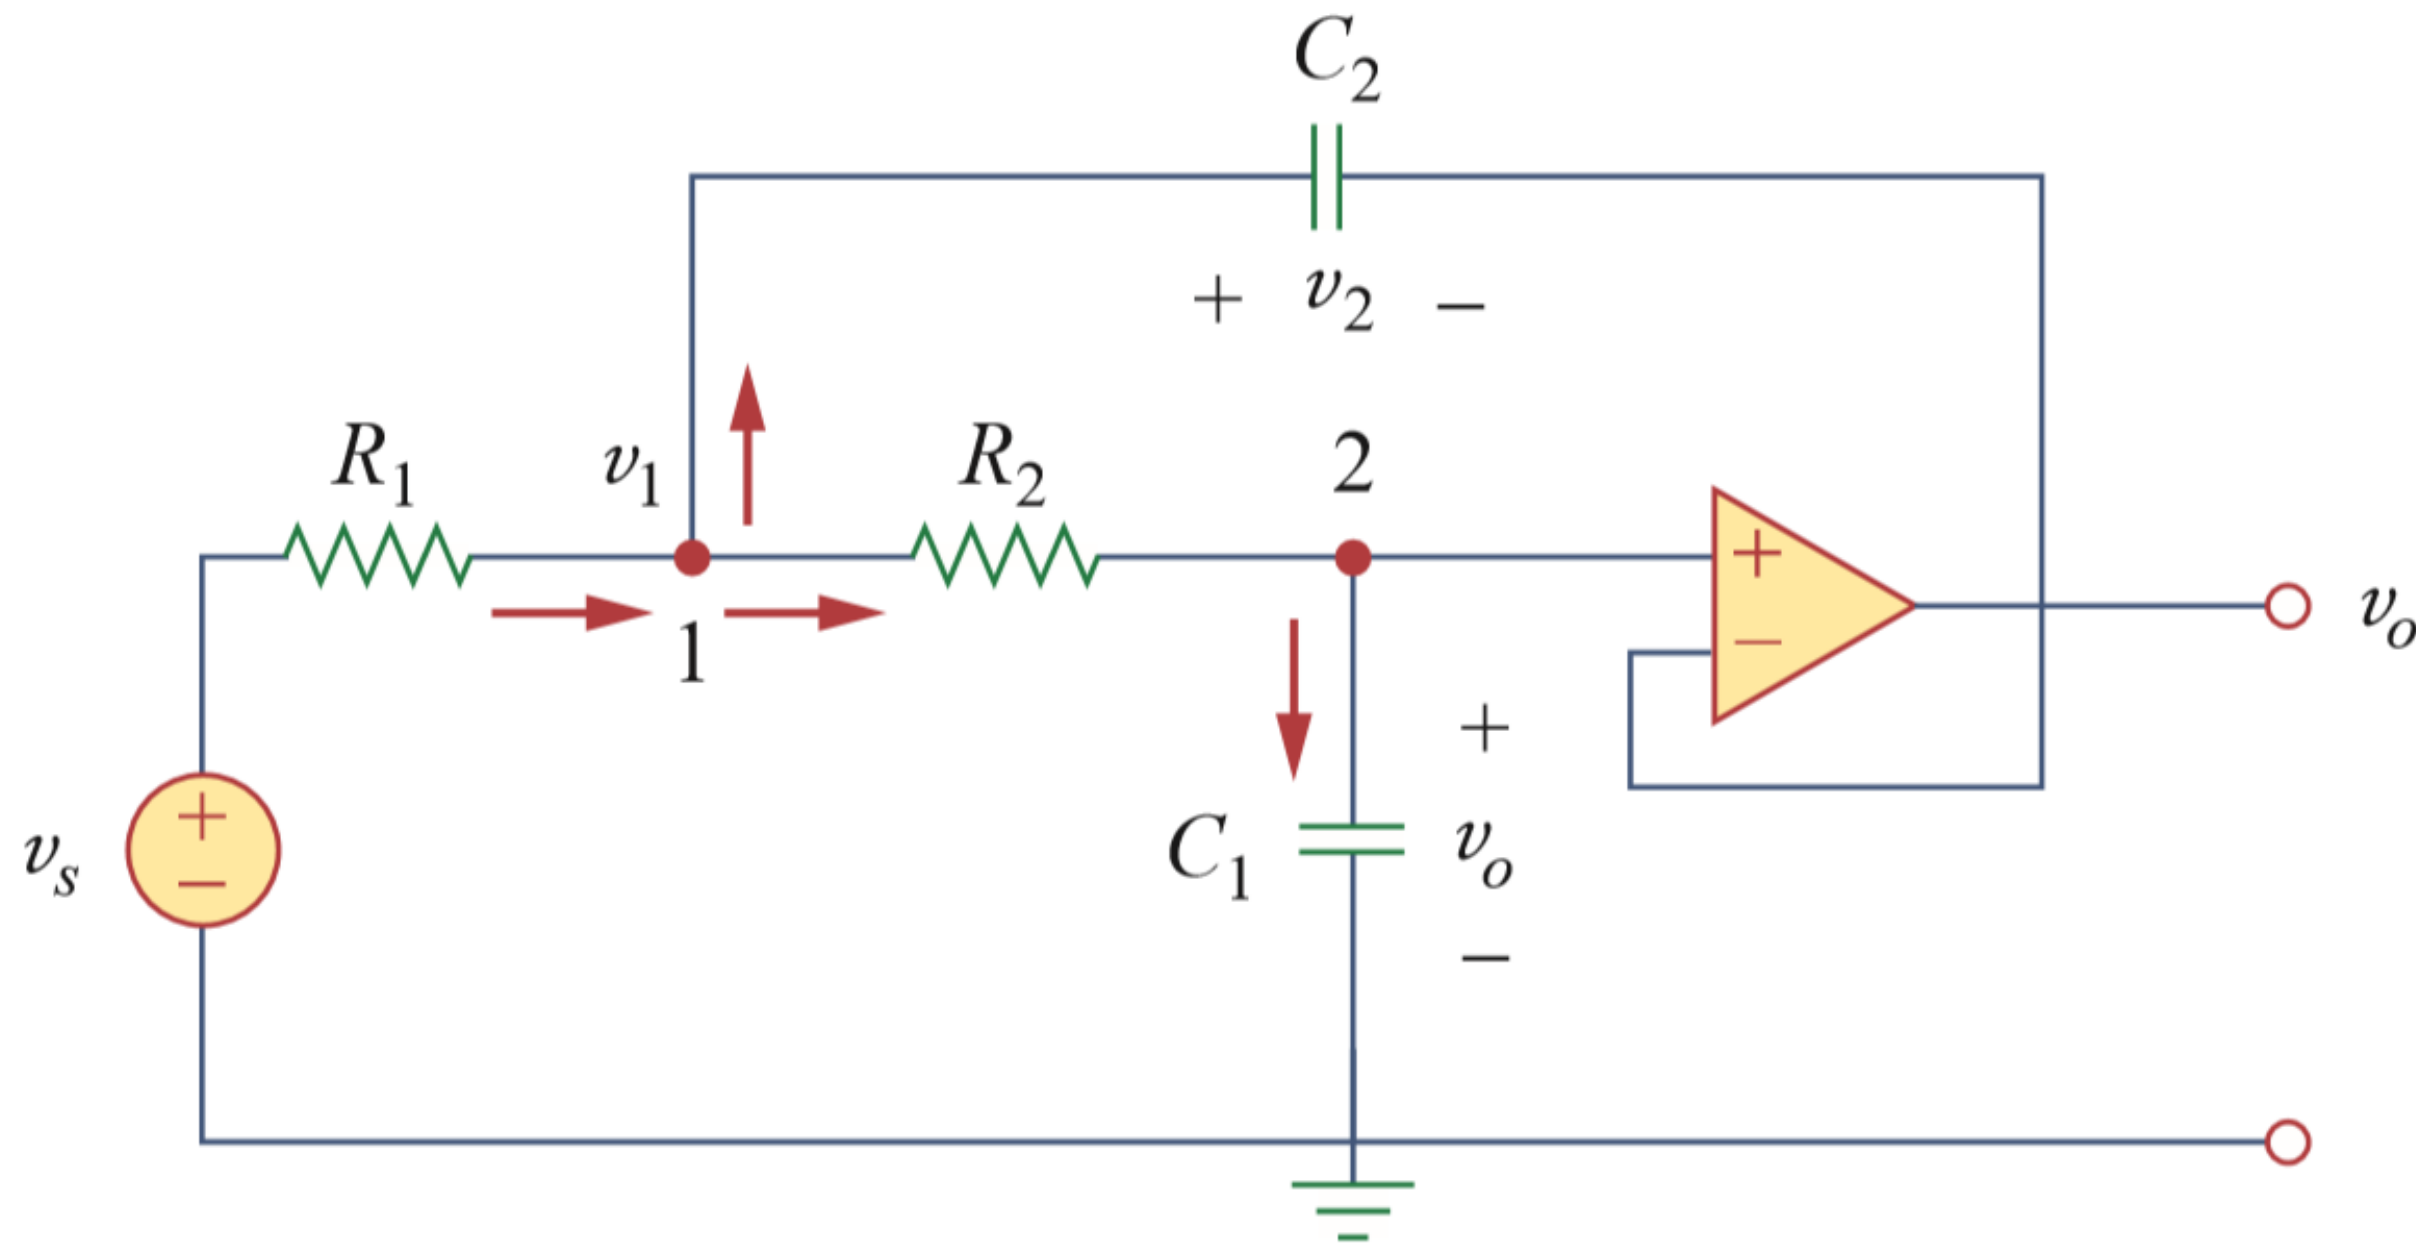 C₂
+ v₂ −
R₁
v₁
R₂
2
1
+
−
vₛ
+
−
C₁
+
vₒ
−
vₒ